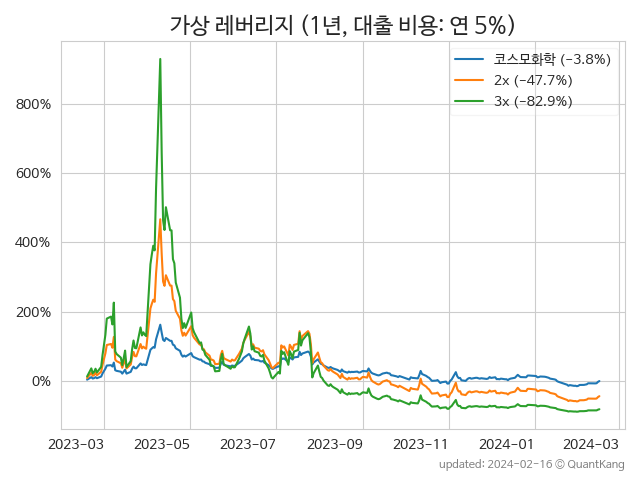 가상 레버리지 (1년, 대출 비용: 연 5%)
코스모화학 (−3.8%)
2x (−47.7%)
3x (−82.9%)
800%
600%
400%
200%
0%
2023−03 2023−05 2023−07 2023−09 2023−11 2024−01 2024−03
updated: 2024-02-16 © QuantKang